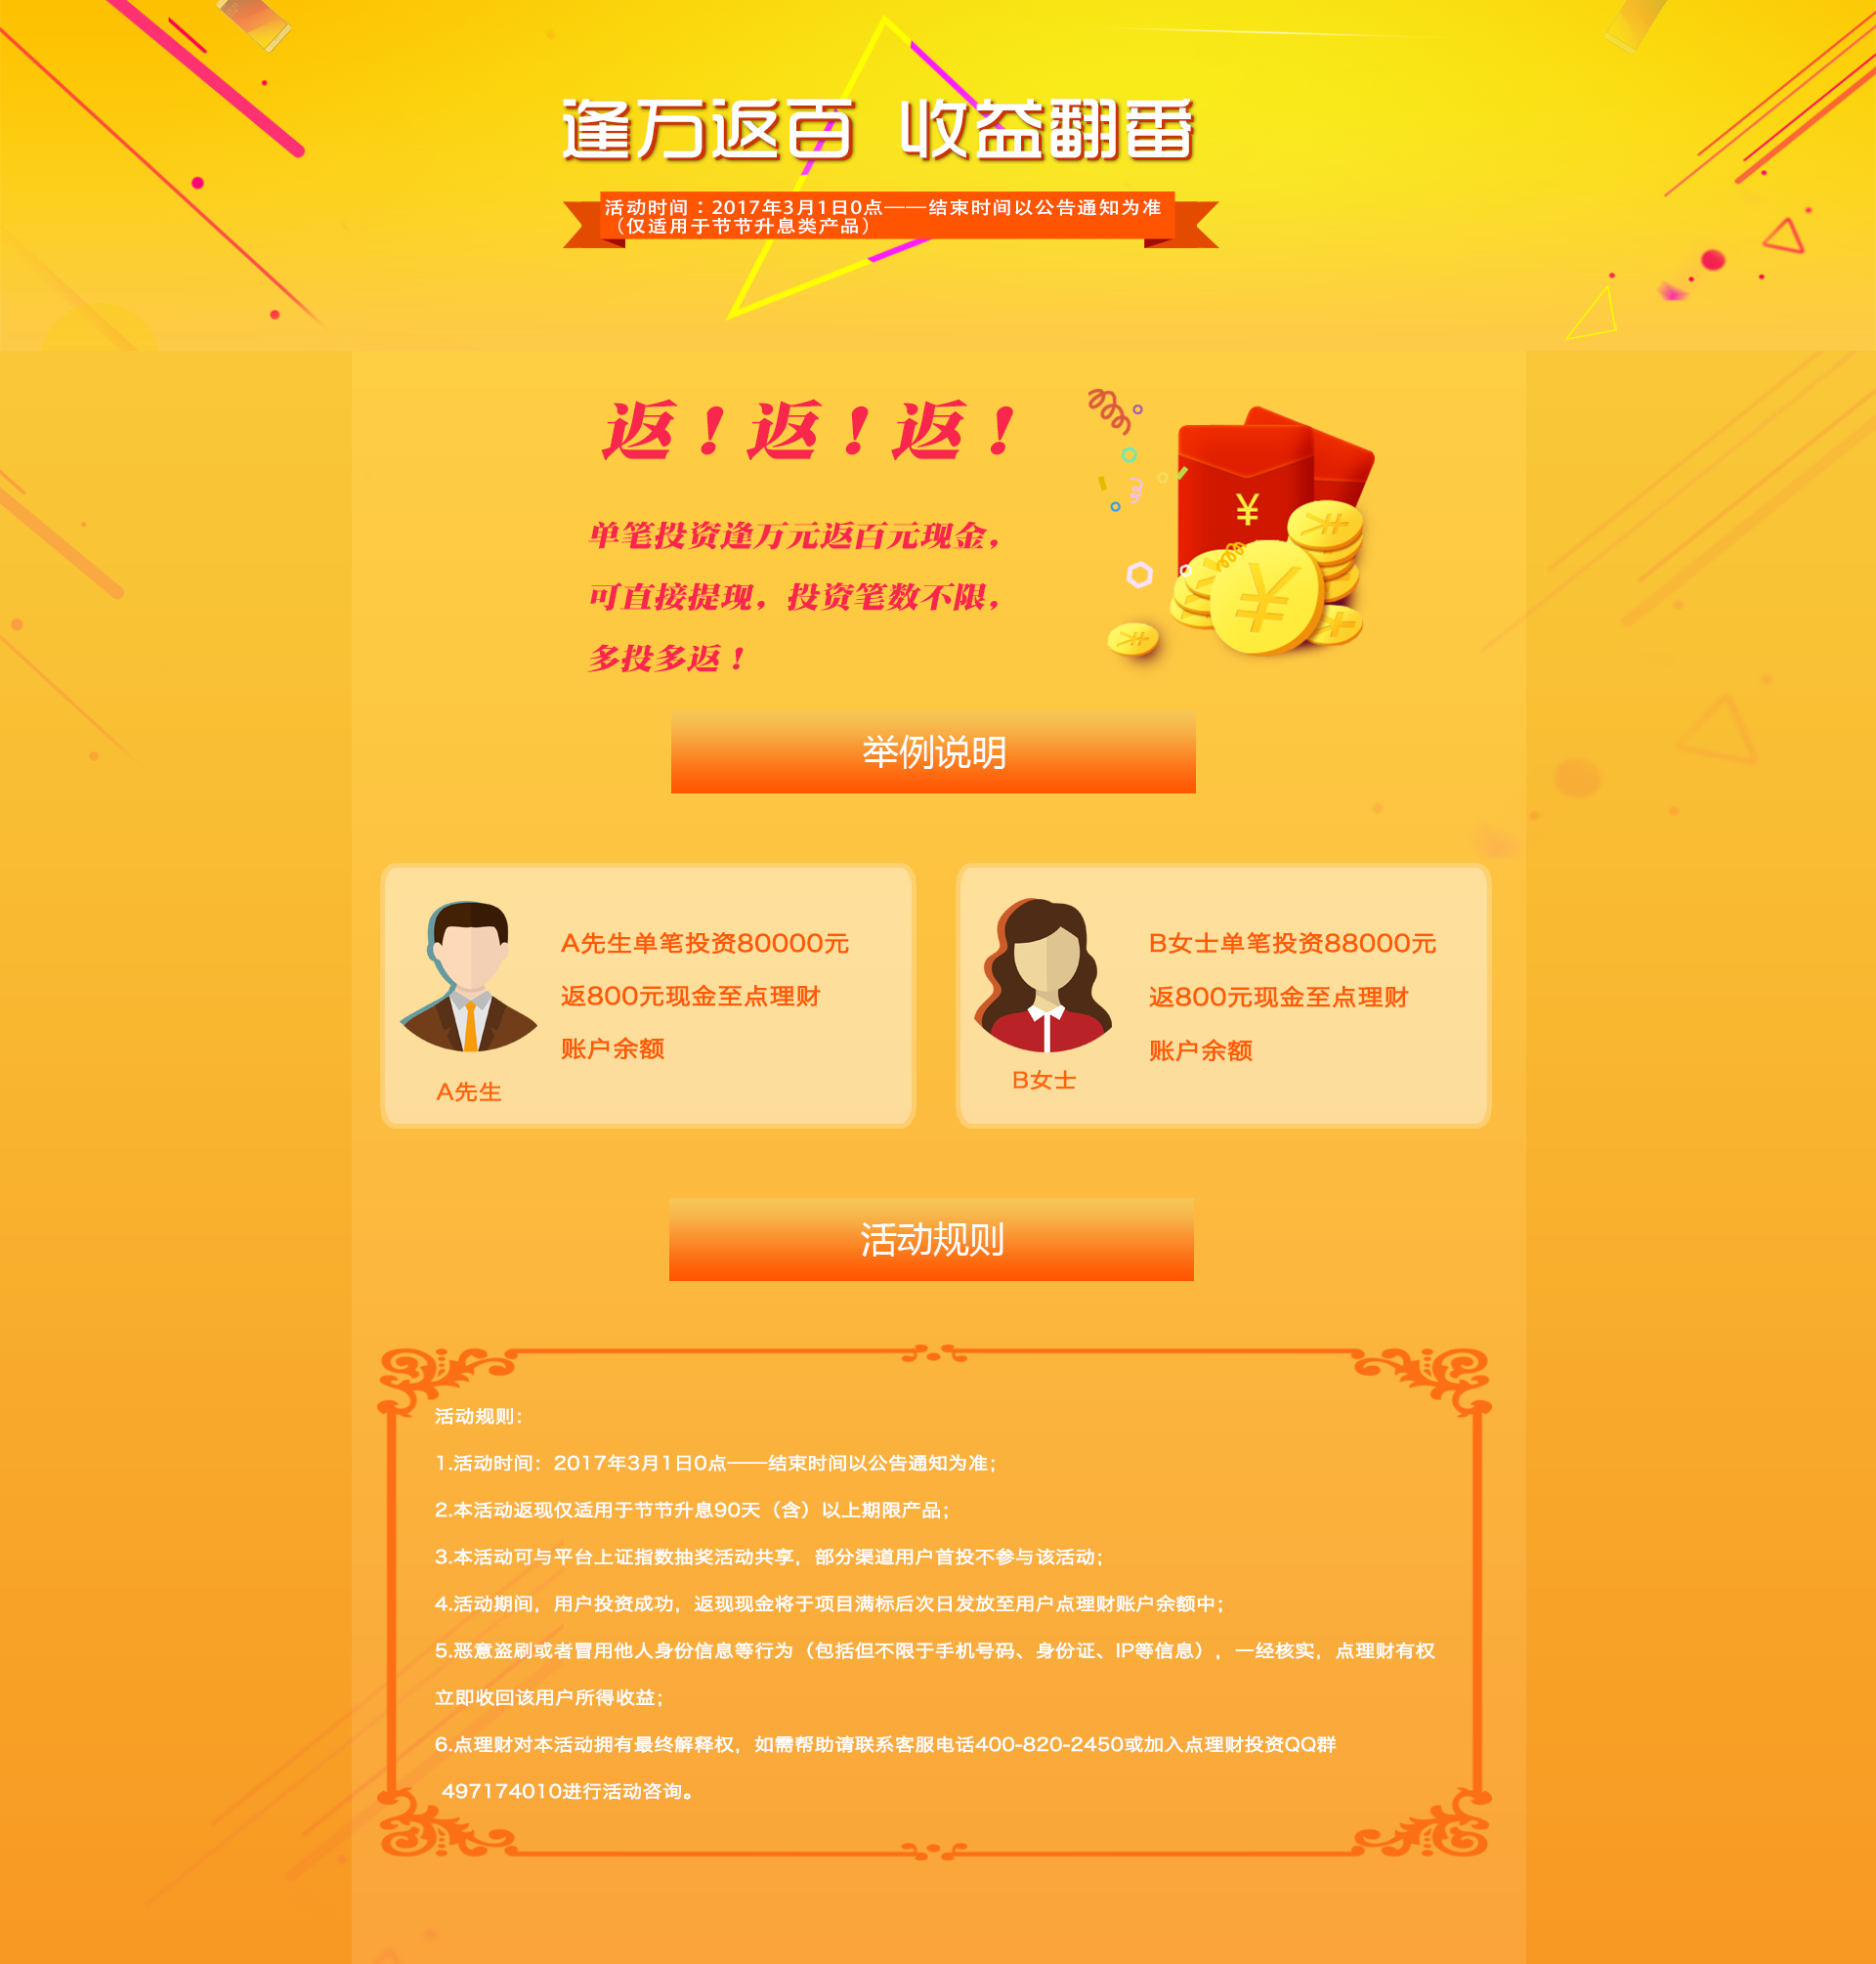 逢万返百 收益翻番
活动时间：2017年3月1日0点——结束时间以公告通知为准
（仅适用于节节升息类产品）
返！返！返！
单笔投资逢万元返百元现金，
可直接提现，投资笔数不限，
多投多返！
¥
¥
举例说明
A先生单笔投资80000元
返800元现金至点理财
账户余额
A先生
B女士单笔投资88000元
返800元现金至点理财
账户余额
B女士
活动规则
活动规则：
1.活动时间：2017年3月1日0点——结束时间以公告通知为准；
2.本活动返现仅适用于节节升息90天（含）以上期限产品；
3.本活动可与平台上证指数抽奖活动共享，部分渠道用户首投不参与该活动；
4.活动期间，用户投资成功，返现现金将于项目满标后次日发放至用户点理财账户余额中；
5.恶意盗刷或者冒用他人身份信息等行为（包括但不限于手机号码、身份证、IP等信息），一经核实，点理财有权
立即收回该用户所得收益；
6.点理财对本活动拥有最终解释权，如需帮助请联系客服电话400-820-2450或加入点理财投资QQ群
497174010进行活动咨询。